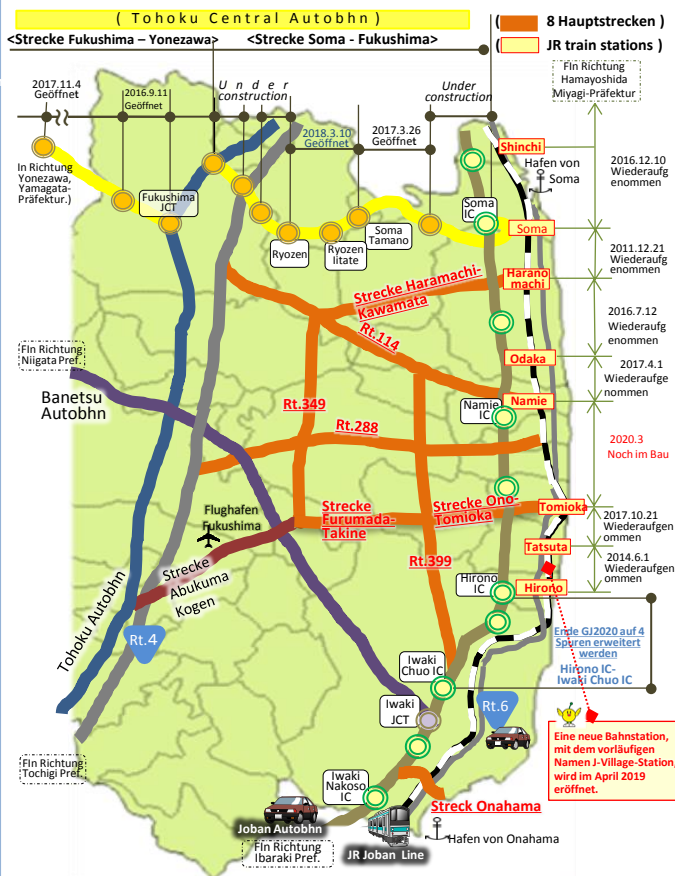 ( Tohoku Central Autobhn )
( 8 Hauptstrecken )
( JR train stations )
<Strecke Fukushima – Yonezawa>
<Strecke Soma - Fukushima>
FIn Richtung
Hamayoshida
Miyagi-Präfektur
2017.11.4
Geöffnet
2016.9.11
Geöffnet
Under
construction
2018.3.10
Geöffnet
2017.3.26
Geöffnet
Under
construction
In Richtung
Yonezawa,
Yamagata-
Präfektur.)
Fukushima
JCT
Ryozen
Ryozen
Iitate
Soma
Tamano
Soma
IC
Shinchi
Hafen von
Soma
Soma
Harano
machi
Odaka
Namie
Namie
IC
Tomioka
Tatsuta
Hirono
Hirono
IC
2016.12.10
Wiederaufg
enommen
2011.12.21
Wiederaufg
enommen
2016.7.12
Wiederaufg
enommen
2017.4.1
Wiederaufge
nommen
2020.3
Noch im Bau
2017.10.21
Wiederaufgen
ommen
2014.6.1
Wiederaufgen
ommen
Strecke Haramachi-
Kawamata
Rt.114
Rt.349
Rt.288
Rt.399
Strecke
Furumada-
Takine
Strecke Ono-
Tomioka
FIn Richtung
Niigata Pref.
Banetsu
Autobhn
Flughafen
Fukushima
Strecke
Abukuma
Kogen
Tohoku Autobhn
Rt.4
FIn Richtung
Tochigi Pref.
Iwaki
Chuo IC
Iwaki
JCT
Iwaki
Nakoso
IC
Rt.6
Ende GJ2020 auf 4
Spuren erweitert
werden
Hirono IC-
Iwaki Chuo IC
Eine neue Bahnstation,
mit dem vorläufigen
Namen J-Village-Station,
wird im April 2019
eröffnet.
Streck Onahama
Joban Autobhn
FIn Richtung
Ibaraki Pref.
JR Joban Line
Hafen von Onahama